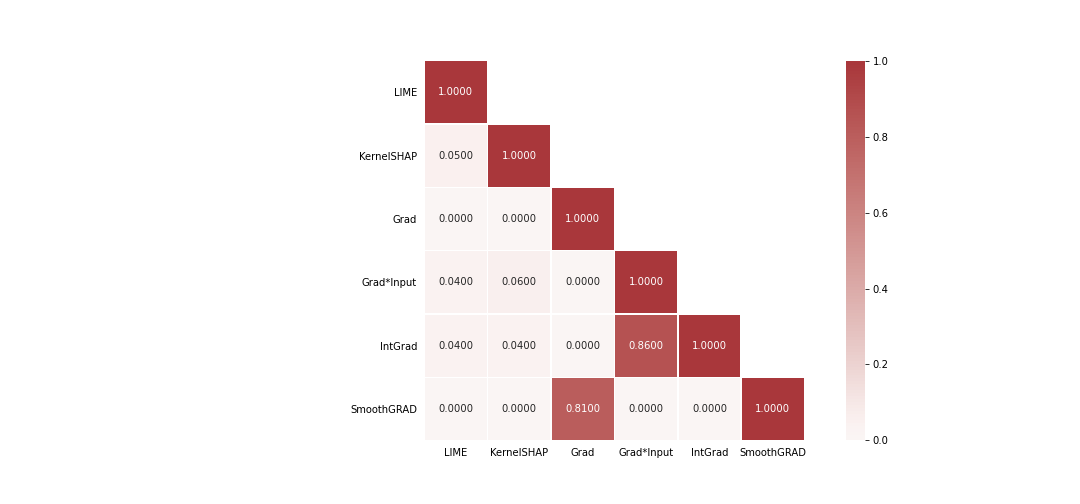 LIME 1.0000
KernelSHAP 0.0500 1.0000
Grad 0.0000 0.0000 1.0000
Grad*Input 0.0400 0.0600 0.0000 1.0000
IntGrad 0.0400 0.0400 0.0000 0.8600 1.0000
SmoothGRAD 0.0000 0.0000 0.8100 0.0000 0.0000 1.0000
LIME KernelSHAP Grad Grad*Input IntGrad SmoothGRAD
1.0
0.8
0.6
0.4
0.2
0.0